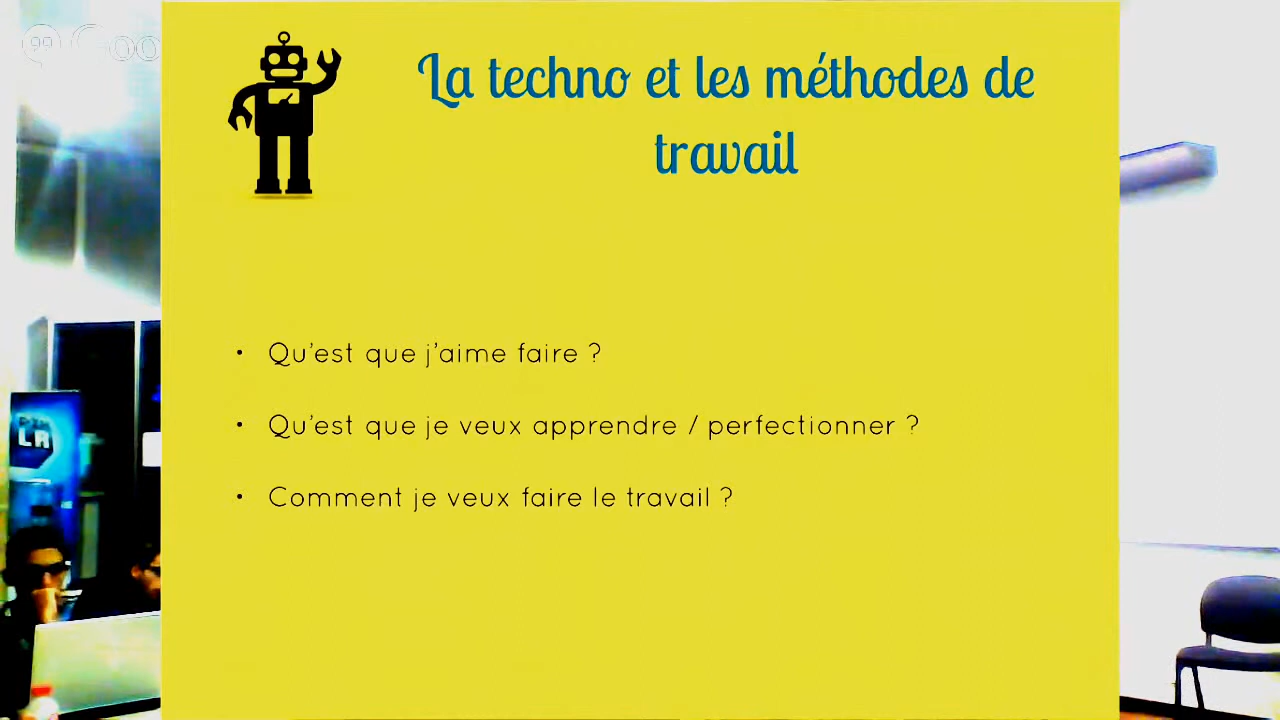 La techno et les méthodes de
travail
• Qu'est que j'aime faire ?
• Qu'est que je veux apprendre / perfectionner ?
• Comment je veux faire le travail ?